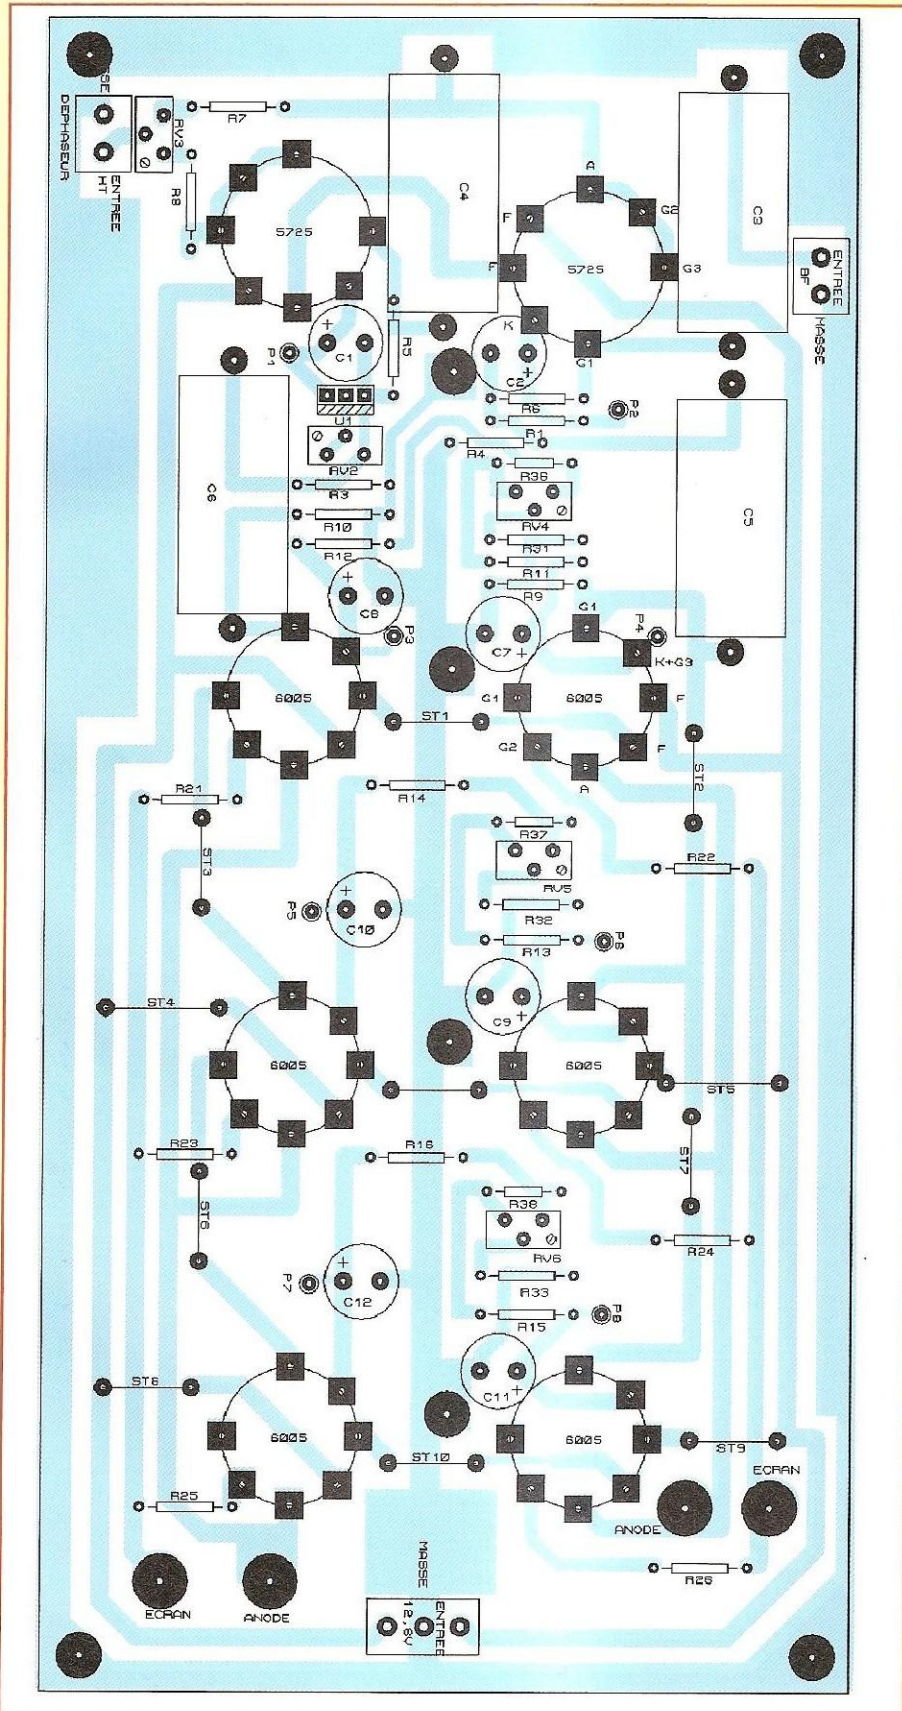 SSE
DEPHASEUR
HT
ENTREE
RV3
R7
R8
5725
C4
A
F
G2
F
5725
G3
G1
C3
ENTREE
BF
MASSE
P1
C1
R5
K
C2
U1
R6
P2
R1
R4
RV2
R36
C6
R3
RV4
C5
R10
R31
R12
R11
R9
C8
G1
P3
C7
P4
K+G3
6005
G1
6005
F
ST1
G2
F
A
ST2
R21
R14
ST3
R37
R22
RV5
P5
C10
R32
R13
P6
ST4
C9
6005
6005
ST5
R23
R16
ST7
ST6
R38
R24
RV6
P7
C12
R33
R15
P8
ST8
C11
6005
6005
ST10
ST9
ECRAN
R25
ANODE
MASSE
R26
ECRAN
ANODE
ENTREE
12,6V